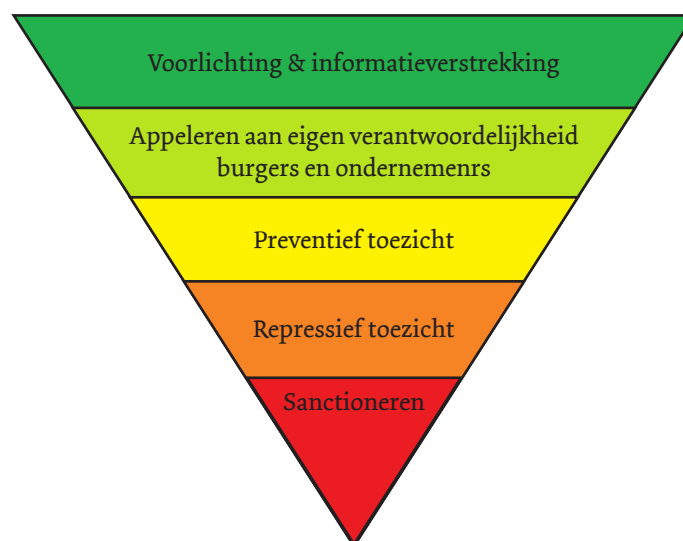 Voorlichting & informatieverstrekking
Appeleren aan eigen verantwoordelijkheid
burgers en ondernemenrs
Preventief toezicht
Repressief toezicht
Sanctioneren